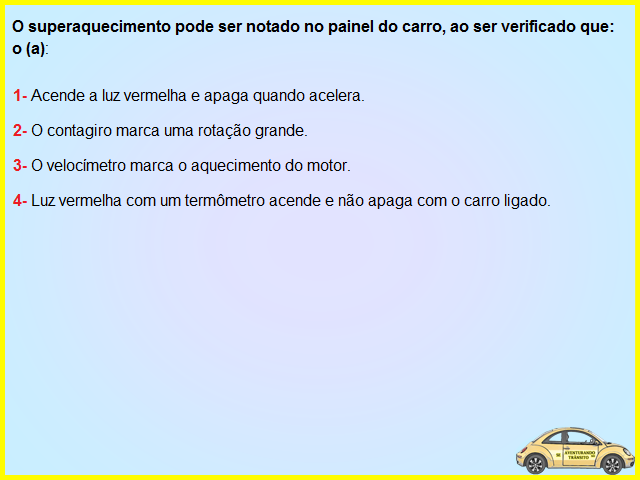 O superaquecimento pode ser notado no painel do carro, ao ser verificado que:
o (a):
1- Acende a luz vermelha e apaga quando acelera.
2- O contagiro marca uma rotação grande.
3- O velocímetro marca o aquecimento do motor.
4- Luz vermelha com um termômetro acende e não apaga com o carro ligado.
AVENTURANDO
TRÂNSITO